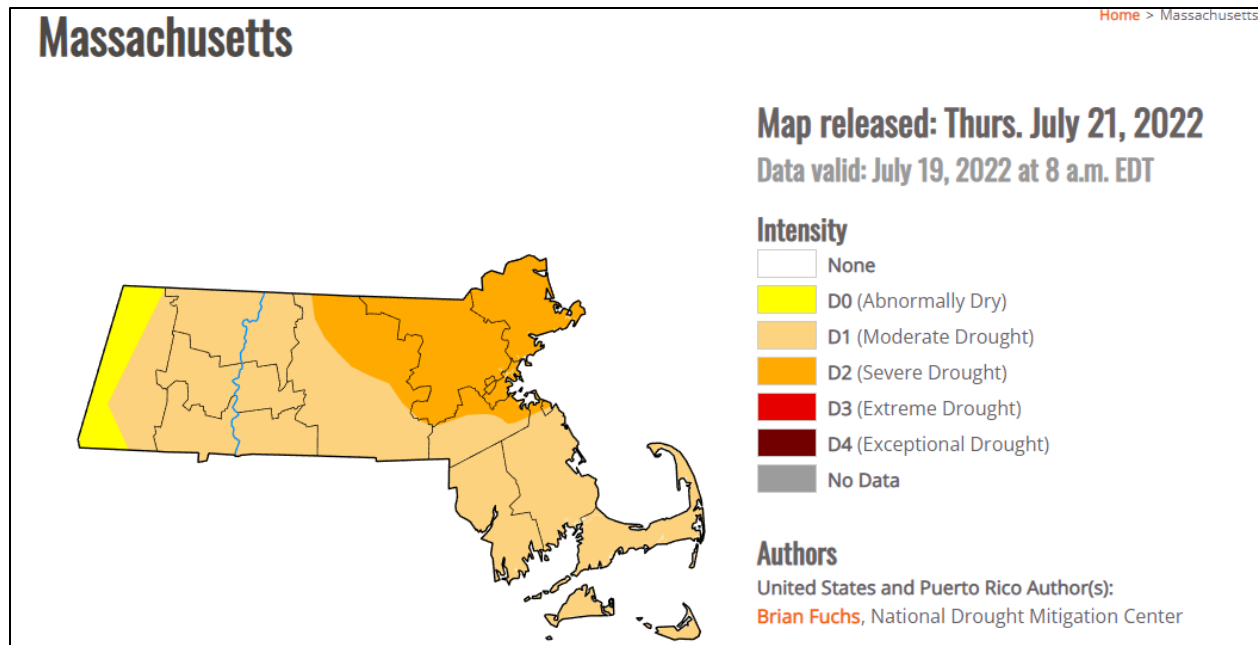 Home > Massachusetts
Massachusetts
Map released: Thurs. July 21, 2022
Data valid: July 19, 2022 at 8 a.m. EDT
Intensity
None
D0 (Abnormally Dry)
D1 (Moderate Drought)
D2 (Severe Drought)
D3 (Extreme Drought)
D4 (Exceptional Drought)
No Data
Authors
United States and Puerto Rico Author(s):
Brian Fuchs, National Drought Mitigation Center